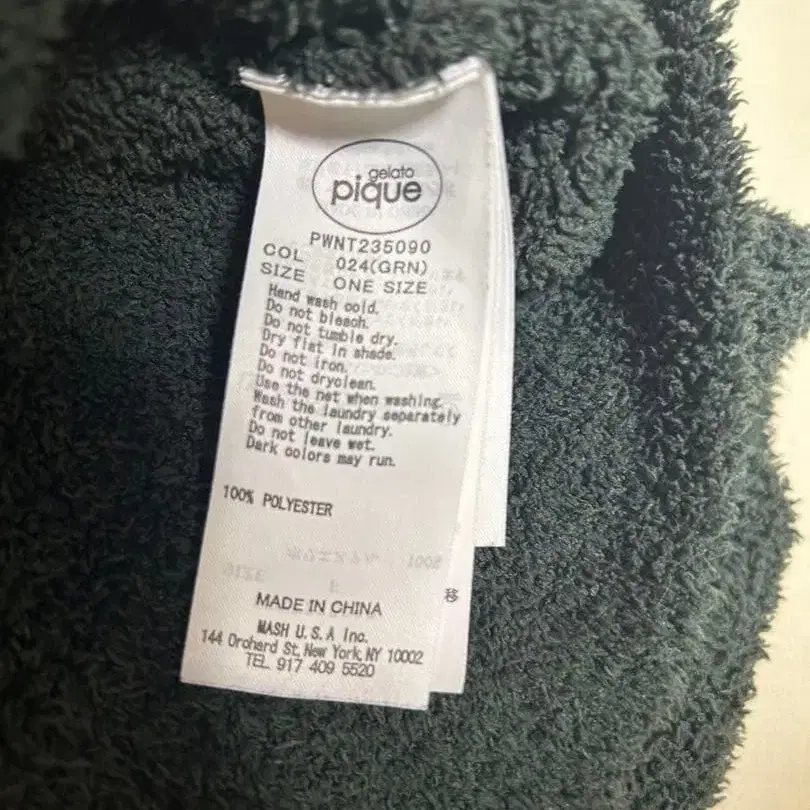 gelato
pique
PWNT235090
COL 024(GRN)
SIZE ONE SIZE
Hand wash cold.
Do not bleach.
Do not tumble dry.
Dry flat in shade.
Do not iron.
Do not dryclean.
Use the net when washing.
Wash the laundry separately
from other laundry.
Do not leave wet.
Dark colors may run.
100% POLYESTER
移
MADE IN CHINA
MASH U.S.A Inc.
144 Orchard St, New York, NY 10002
TEL 917 409 5520